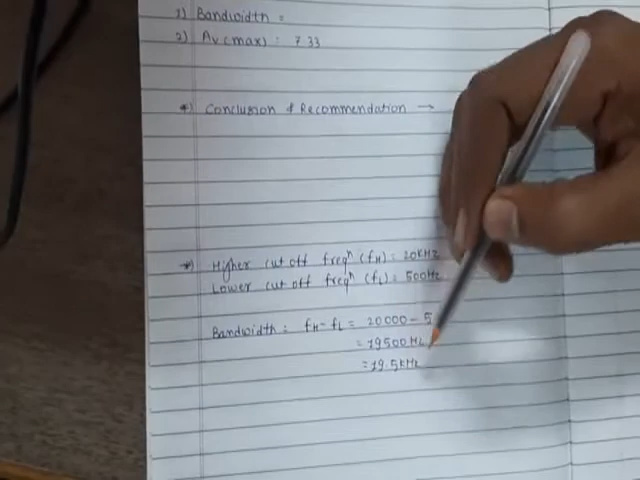 1) Bandwidth =
2) Av(max) = 7.33
*) Conclusion & Recommendation →
*) Higher cut off freqⁿ (fH) = 20KHz
Lower cut off freqⁿ (fL) = 500Hz
Bandwidth = fH - fL = 20000 - 5
= 19500 Hz
= 19.5KHz